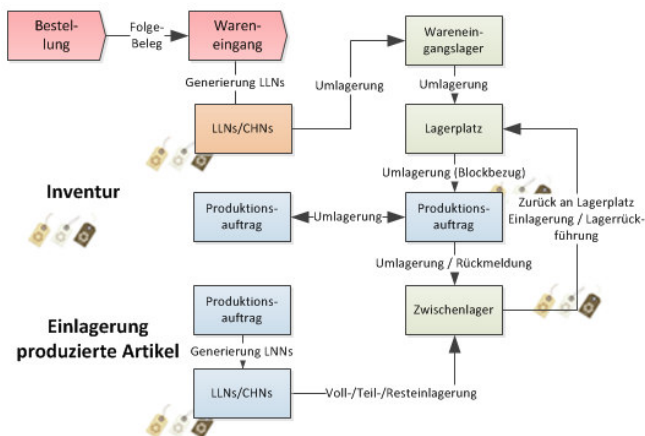 Bestel-
lung
Folge-
Beleg
Waren-
eingang
Warenein-
gangslager
Generierung LLNs
Umlagerung
Umlagerung
LLNs/CHNs
Lagerplatz
Umlagerung (Blockbezug)
Inventur
Produktions-
auftrag
Umlagerung
Produktions-
auftrag
Zurück an Lagerplatz
Einlagerung / Lagerrück-
führung
Umlagerung / Rückmeldung
Produktions-
auftrag
Zwischenlager
Einlagerung
produzierte Artikel
Generierung LNNs
LLNs/CHNs
Voll-/Teil-/Resteinlagerung